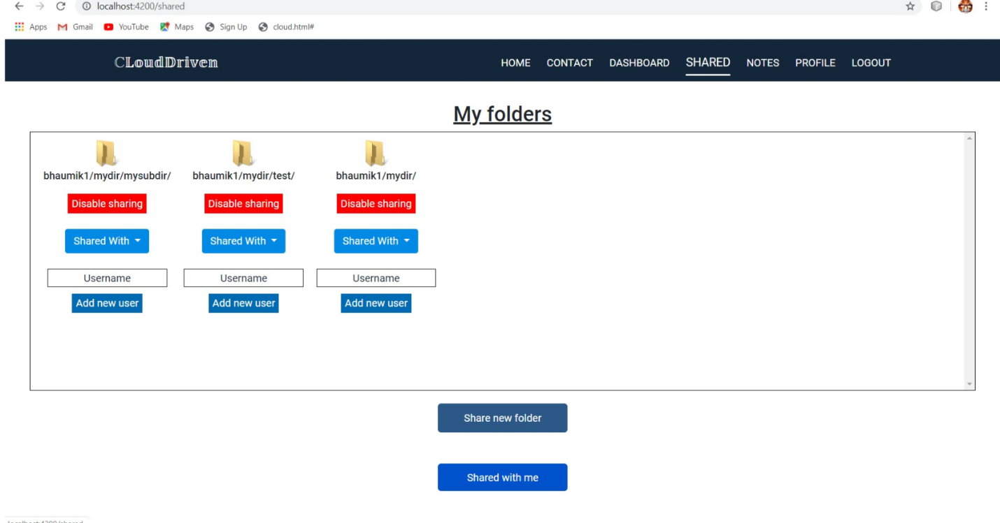 localhost:4200/shared
Apps Gmail YouTube Maps Sign Up cloud.html#
CLoudDriven HOME CONTACT DASHBOARD SHARED NOTES PROFILE LOGOUT
My folders
bhaumik1/mydir/mysubdir/ bhaumik1/mydir/test/ bhaumik1/mydir/
Disable sharing Disable sharing Disable sharing
Shared With Shared With Shared With
Username Username Username
Add new user Add new user Add new user
Share new folder
Shared with me
localhost:4200/shared